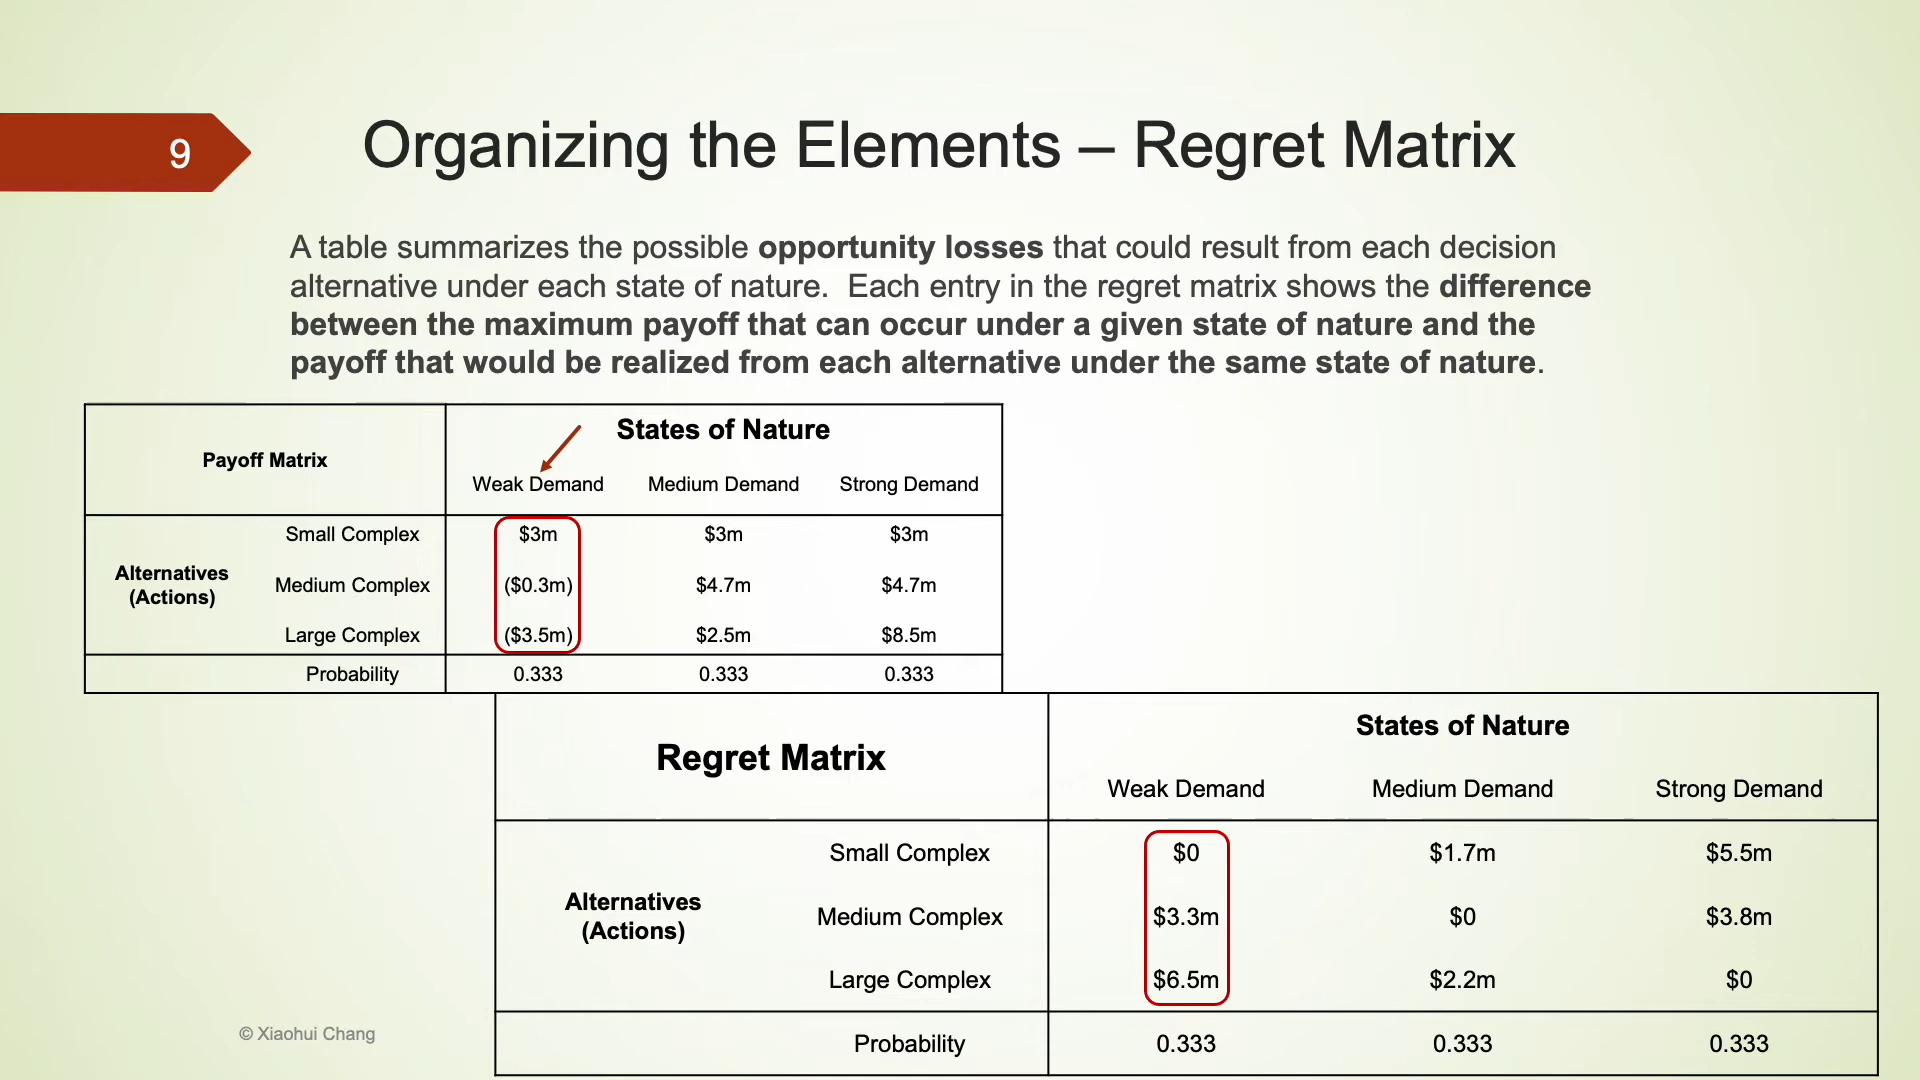 9
Organizing the Elements – Regret Matrix
A table summarizes the possible opportunity losses that could result from each decision
alternative under each state of nature.  Each entry in the regret matrix shows the difference
between the maximum payoff that can occur under a given state of nature and the
payoff that would be realized from each alternative under the same state of nature.
Payoff Matrix
States of Nature
Weak Demand Medium Demand Strong Demand
Alternatives
(Actions)
Small Complex $3m $3m $3m
Medium Complex ($0.3m) $4.7m $4.7m
Large Complex ($3.5m) $2.5m $8.5m
Probability 0.333 0.333 0.333
Regret Matrix
States of Nature
Weak Demand Medium Demand Strong Demand
Alternatives
(Actions)
Small Complex $0 $1.7m $5.5m
Medium Complex $3.3m $0 $3.8m
Large Complex $6.5m $2.2m $0
Probability 0.333 0.333 0.333
© Xiaohui Chang